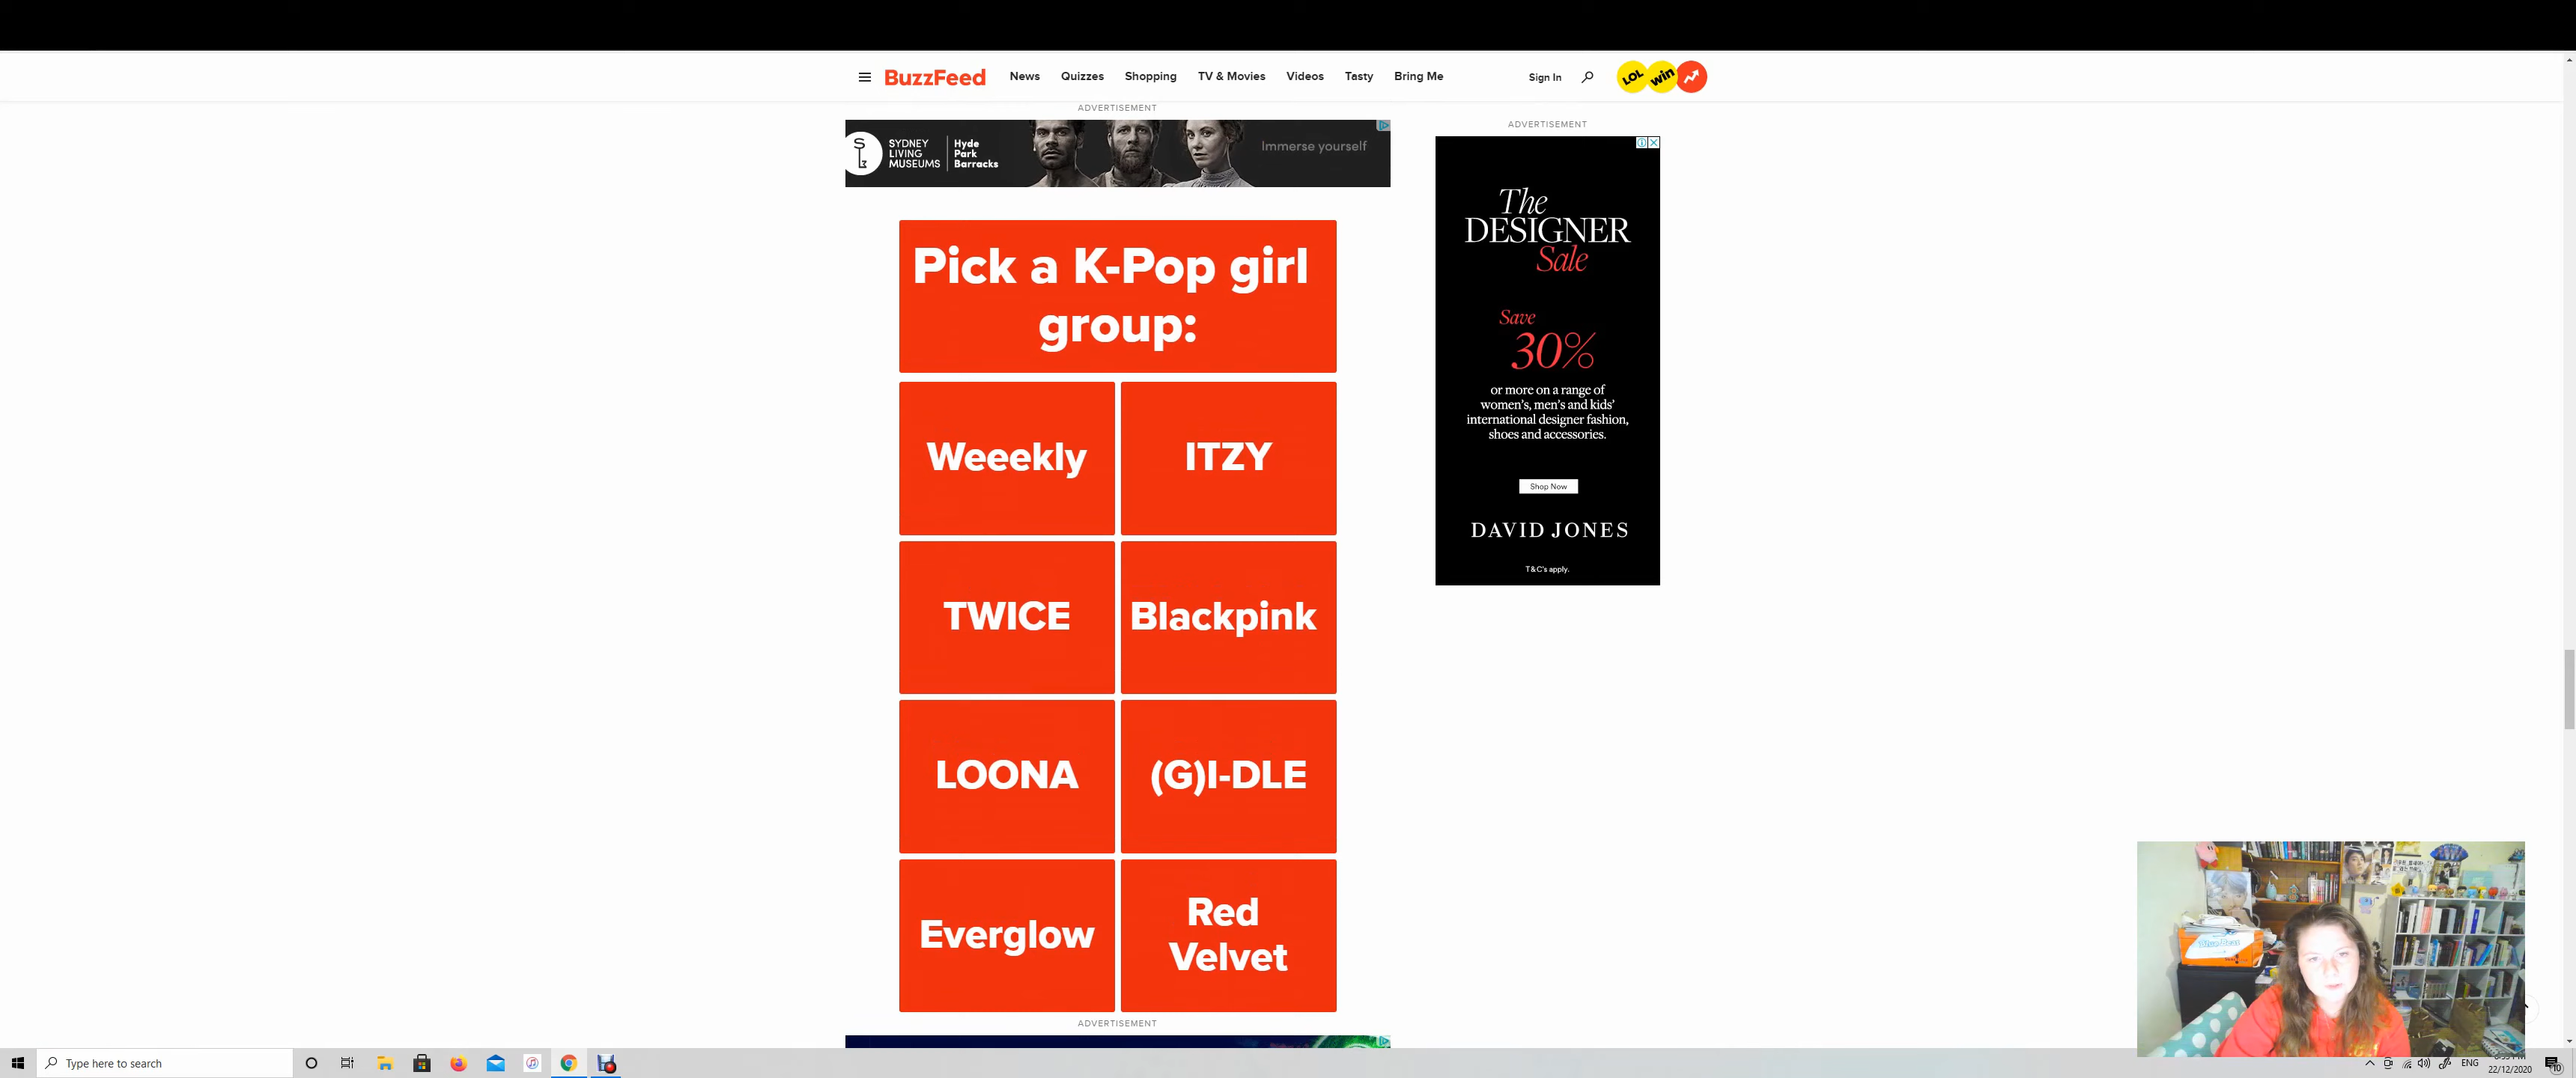 BuzzFeed
News Quizzes Shopping TV & Movies Videos Tasty Bring Me
Sign In
LOL win
ADVERTISEMENT
SYDNEY
LIVING
MUSEUMS
Hyde
Park
Barracks
Immerse yourself
Pick a K-Pop girl
group:
Weeekly
ITZY
TWICE
Blackpink
LOONA
(G)I-DLE
Everglow
Red
Velvet
ADVERTISEMENT
ADVERTISEMENT
The
DESIGNER
Sale
Save
30%
or more on a range of
women's, men's and kids'
international designer fashion,
shoes and accessories.
Shop Now
DAVID JONES
T&C's apply.
Type here to search
ENG
22/12/2020
10